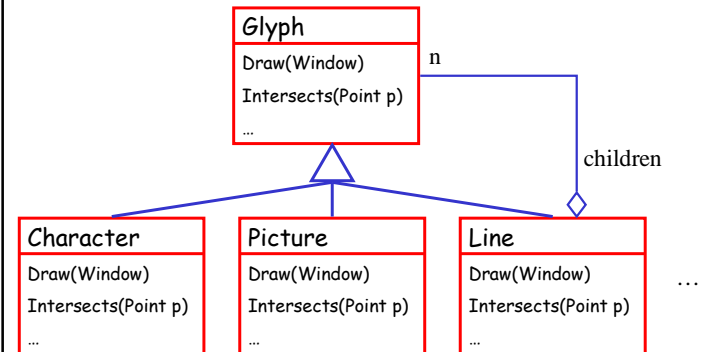 Glyph
Draw(Window)
Intersects(Point p)
...
n
children
Character
Draw(Window)
Intersects(Point p)
...
Picture
Draw(Window)
Intersects(Point p)
...
Line
Draw(Window)
Intersects(Point p)
...
...